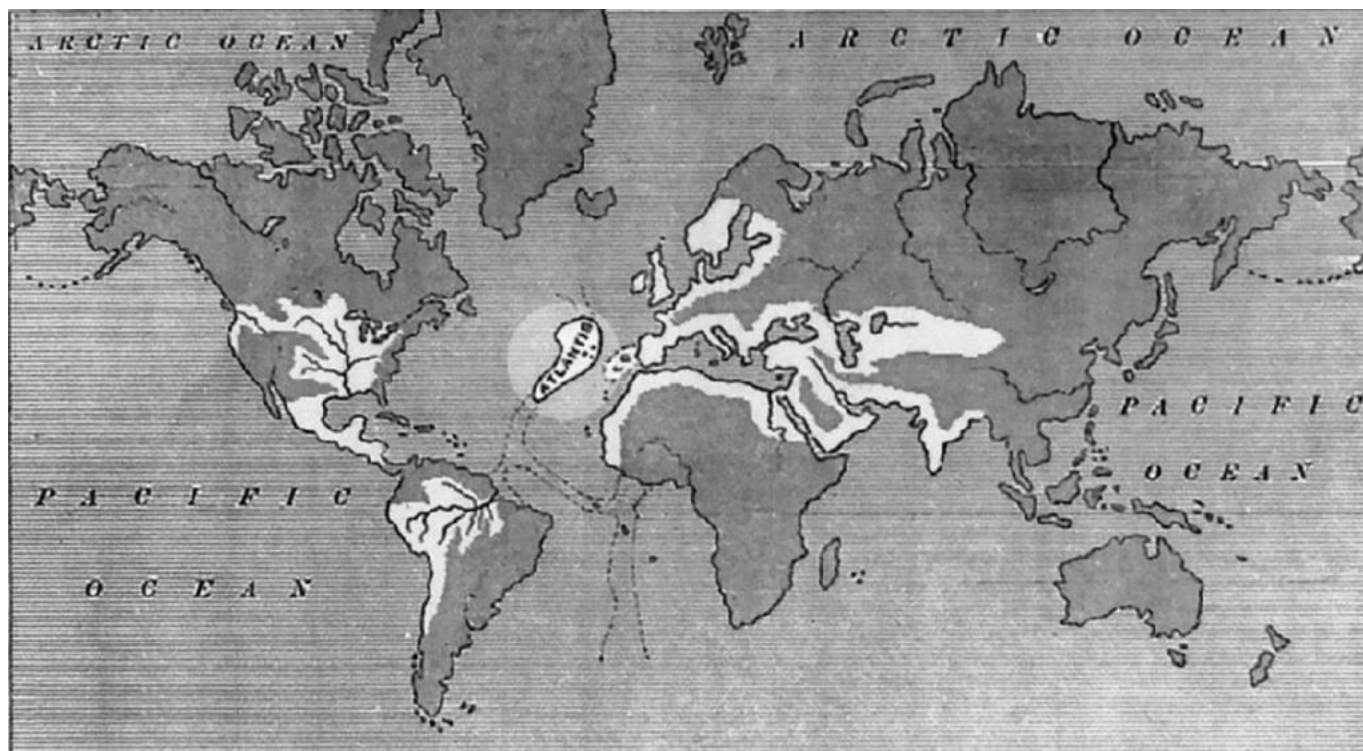 ARCTIC OCEAN
ARCTIC OCEAN
ATLANTIS
PACIFIC
OCEAN
PACIFIC
OCEAN